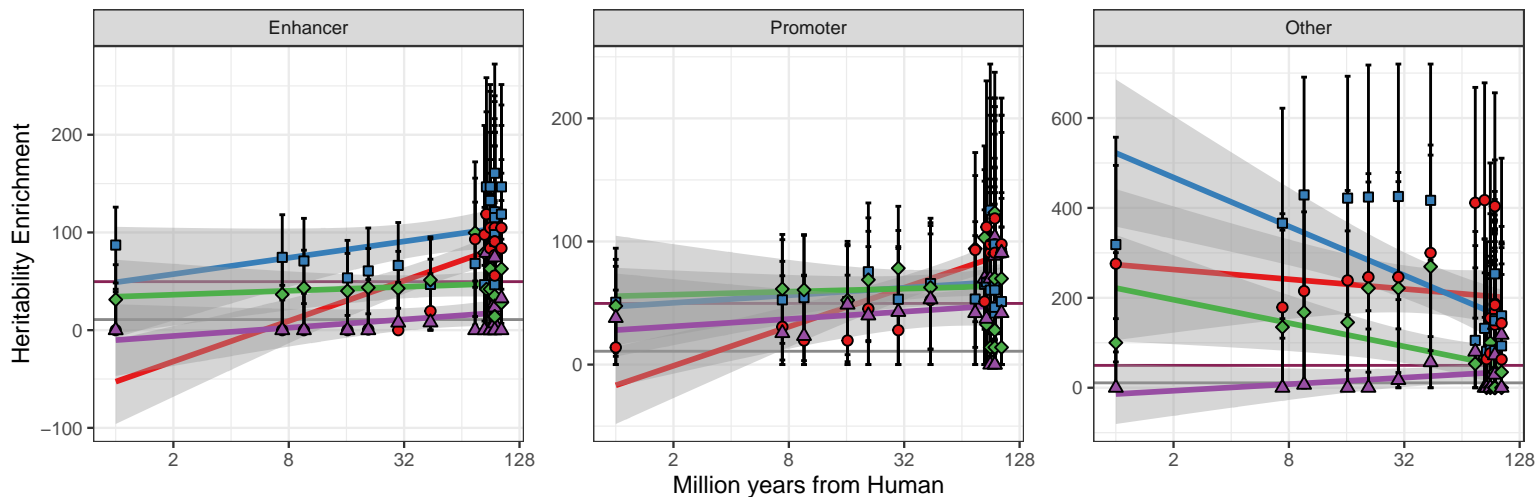 Enhancer
Promoter
Other
Heritability Enrichment
200
100
0
−100
200
100
0
600
400
200
0
2 8 32 128
2 8 32 128
2 8 32 128
Million years from Human